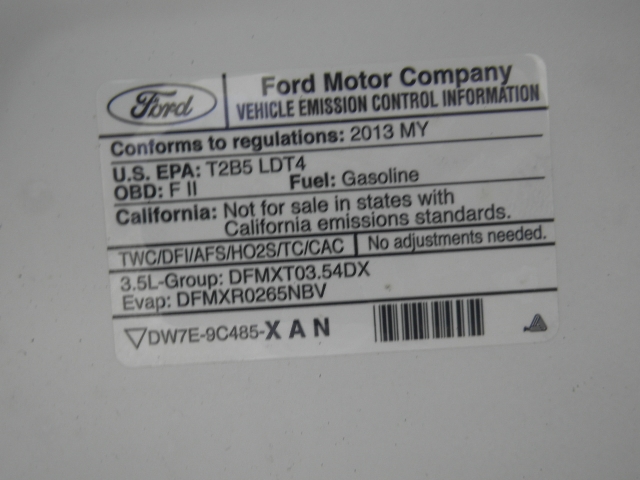 Ford
Ford Motor Company
VEHICLE EMISSION CONTROL INFORMATION
Conforms to regulations: 2013 MY
U.S. EPA: T2B5 LDT4
OBD: F II Fuel: Gasoline
California: Not for sale in states with
California emissions standards.
TWC/DFI/AFS/HO2S/TC/CAC No adjustments needed.
3.5L-Group: DFMXT03.54DX
Evap: DFMXR0265NBV
DW7E-9C485-XAN